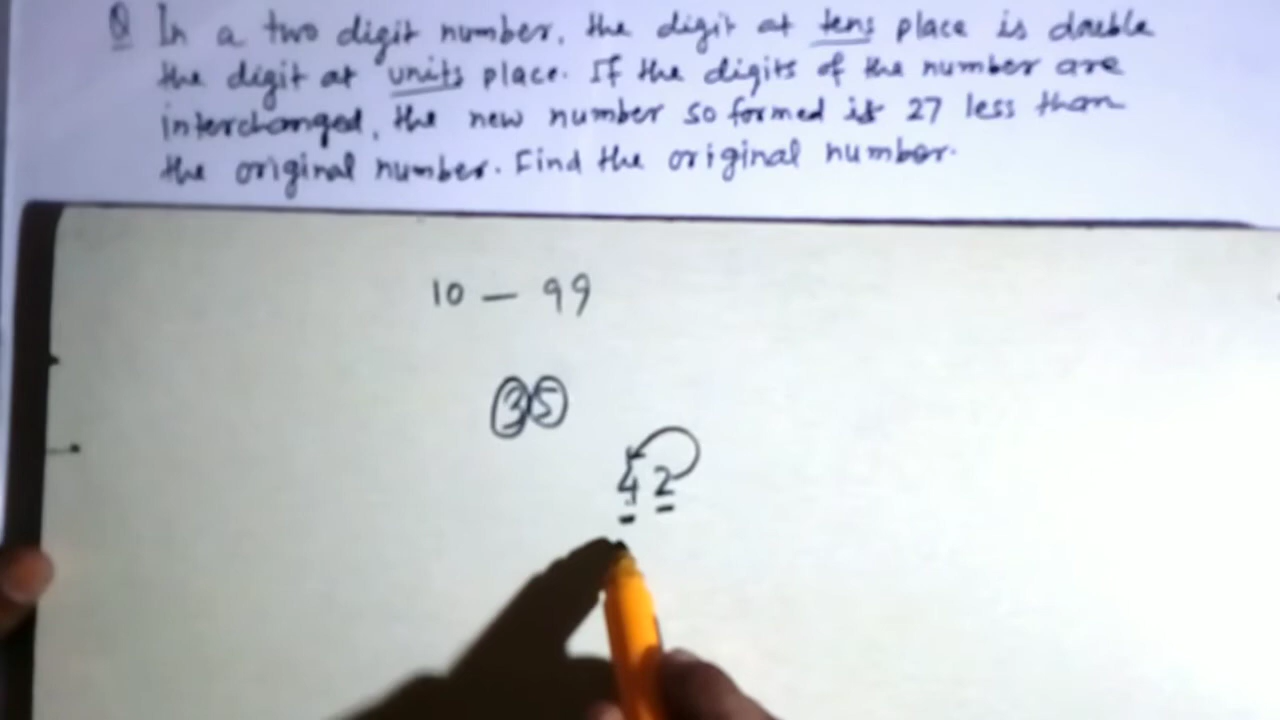 Q In a two digit number, the digit at tens place is double
the digit at units place. If the digits of the number are
interchanged, the new number so formed is 27 less than
the original number. Find the original number.
10 — 99
35
42